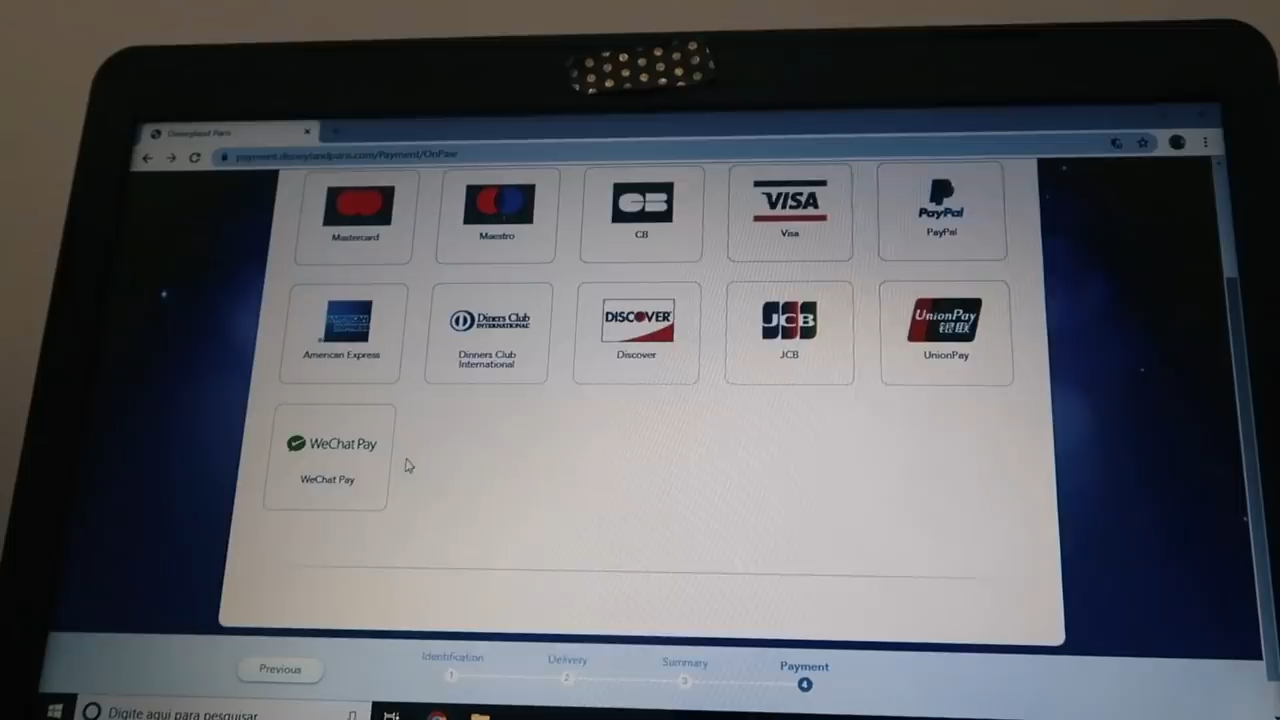 Disneyland Paris
payment.disneylandparis.com/Payment/OnPaw
Mastercard
Maestro
CB
VISA
Visa
PayPal
PayPal
American Express
Diners Club
INTERNATIONAL
Dinners Club
International
DISCOVER
Discover
JCB
JCB
UnionPay
银联
UnionPay
WeChat Pay
WeChat Pay
Previous
Identification
Delivery
Summary
Payment
1
2
3
4
Digite aqui para pesquisar